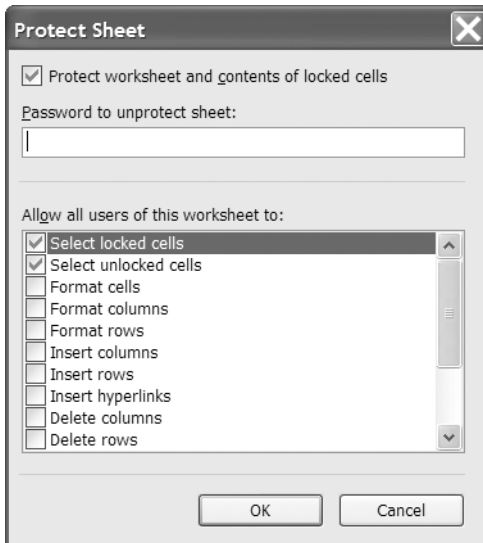 Protect Sheet
Protect worksheet and contents of locked cells
Password to unprotect sheet:
Allow all users of this worksheet to:
Select locked cells
Select unlocked cells
Format cells
Format columns
Format rows
Insert columns
Insert rows
Insert hyperlinks
Delete columns
Delete rows
OK Cancel